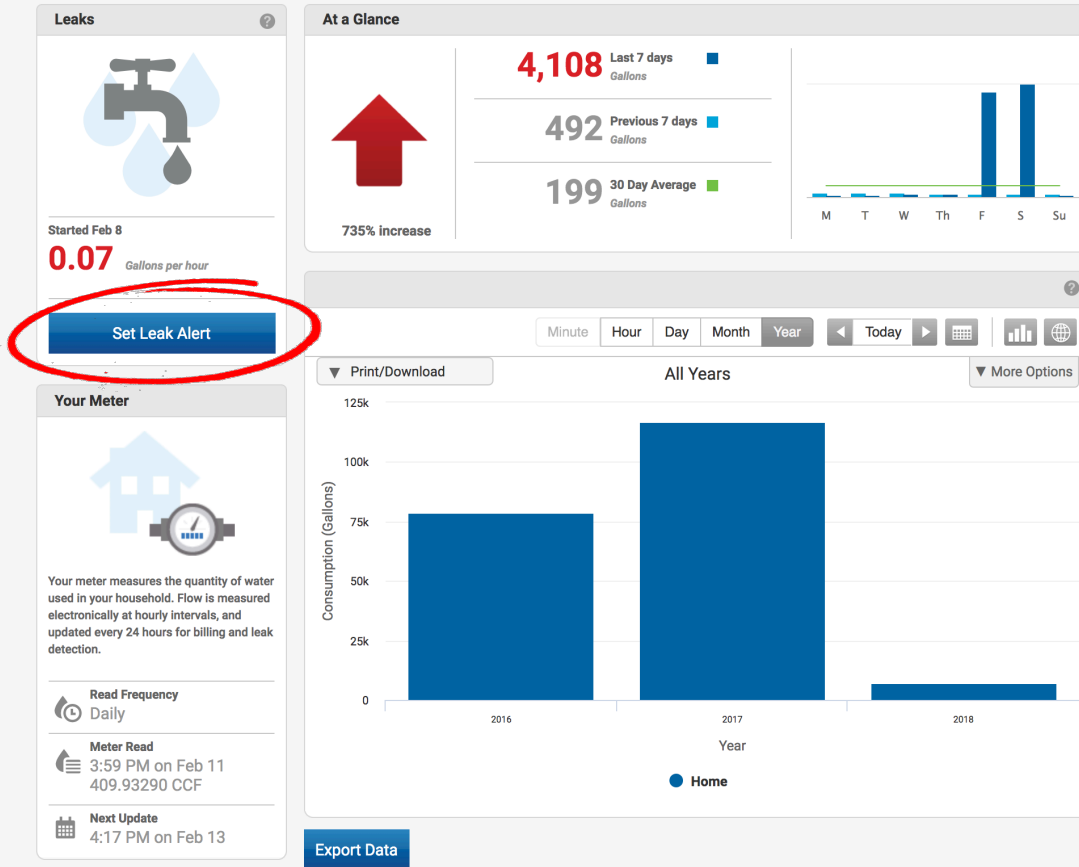 Leaks
?
Started Feb 8
0.07 Gallons per hour
Set Leak Alert
Your Meter
Your meter measures the quantity of water
used in your household. Flow is measured
electronically at hourly intervals, and
updated every 24 hours for billing and leak
detection.
Read Frequency
Daily
Meter Read
3:59 PM on Feb 11
409.93290 CCF
Next Update
4:17 PM on Feb 13
At a Glance
735% increase
4,108 Last 7 days
Gallons
492 Previous 7 days
Gallons
199 30 Day Average
Gallons
M T W Th F S Su
?
Minute Hour Day Month Year Today
Print/Download
All Years
More Options
Consumption (Gallons)
125k
100k
75k
50k
25k
0
2016 2017 2018
Year
Home
Export Data